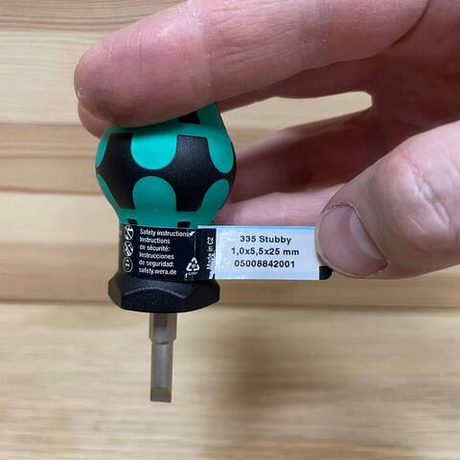 Safety instructions
Instructions
de sécurité:
Instrucciones
de seguridad:
safety.wera.de
Made in CZ
335 Stubby
1,0x5,5x25 mm
05008842001